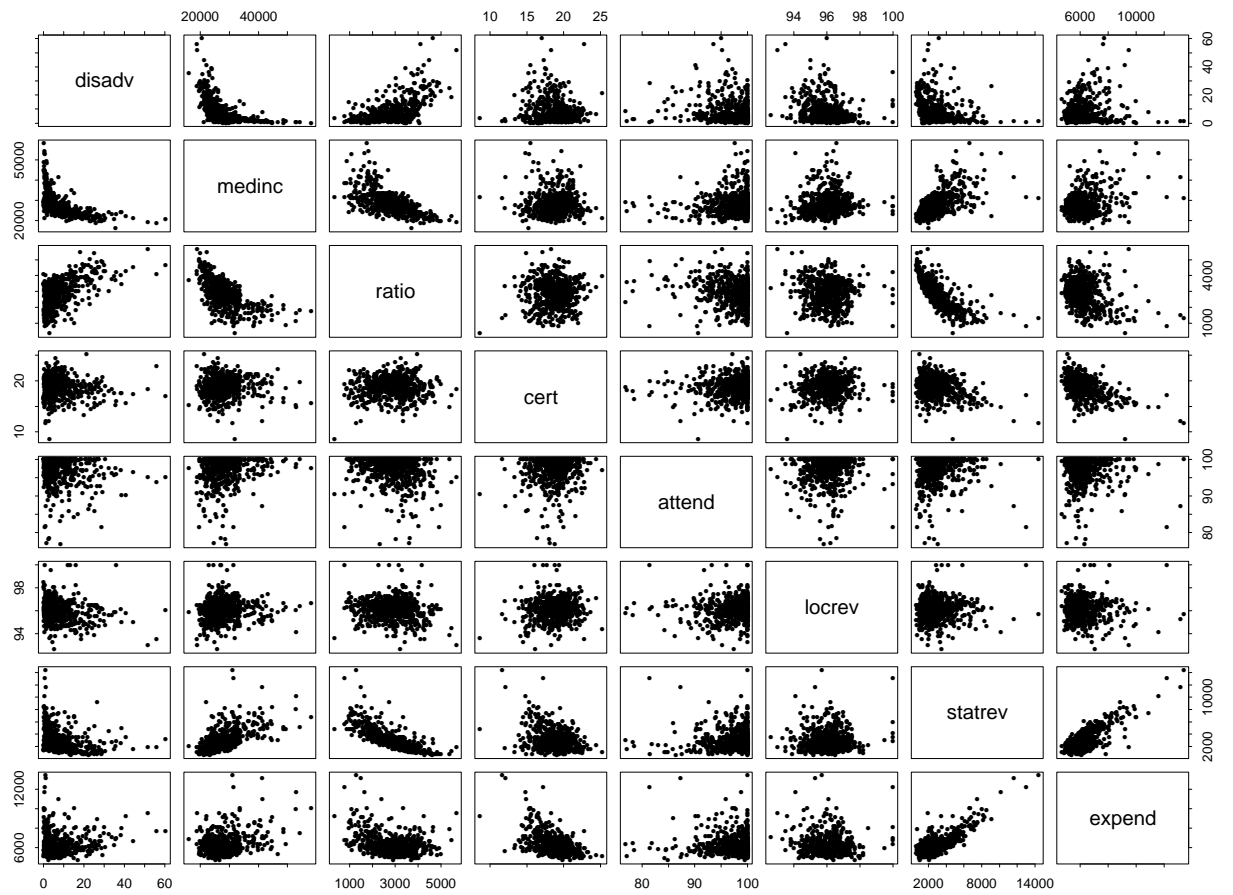 20000 40000 10 15 20 25 94 96 98 100 6000 10000
disadv 0 20 40 60
20000 50000 medinc
ratio 1000 4000
10 20 cert
attend 80 90 100
94 98 locrev
statrev 2000 10000
6000 12000 expend
0 20 40 60 1000 3000 5000 80 90 100 2000 8000 14000